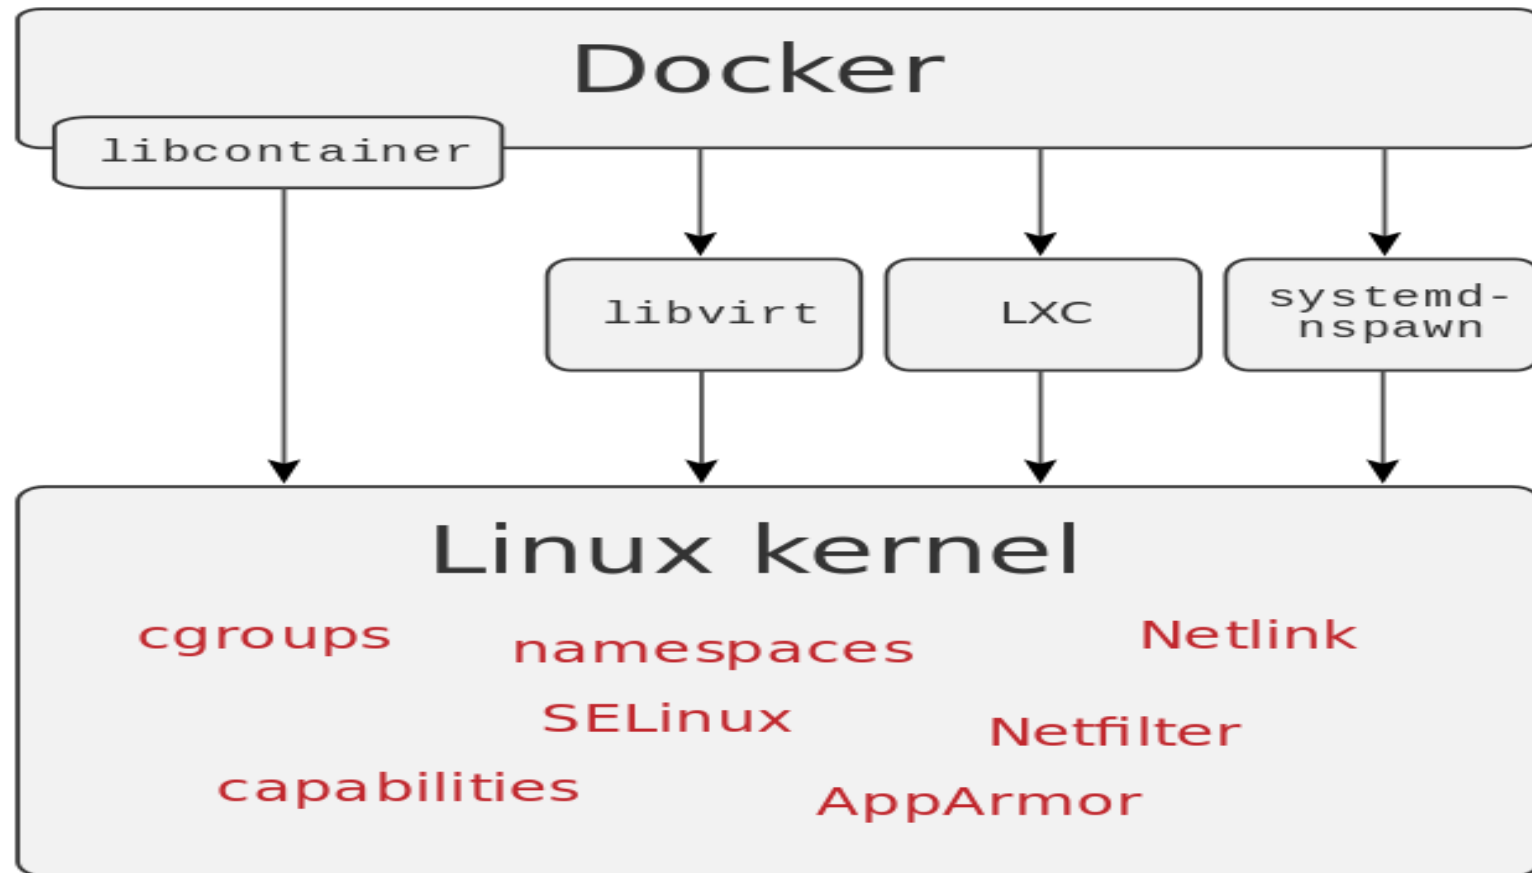 Docker
libcontainer
libvirt
LXC
systemd-
nspawn
Linux kernel
cgroups
namespaces
Netlink
SELinux
Netfilter
capabilities
AppArmor